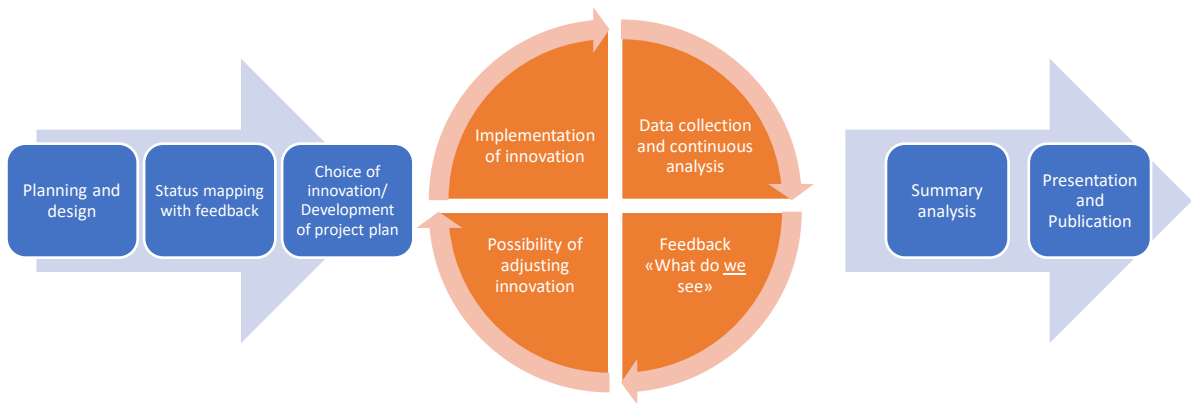 Planning and
design
Status mapping
with feedback
Choice of
innovation/
Development
of project plan
Implementation
of innovation
Data collection
and continuous
analysis
Possibility of
adjusting
innovation
Feedback
«What do we
see»
Summary
analysis
Presentation
and
Publication